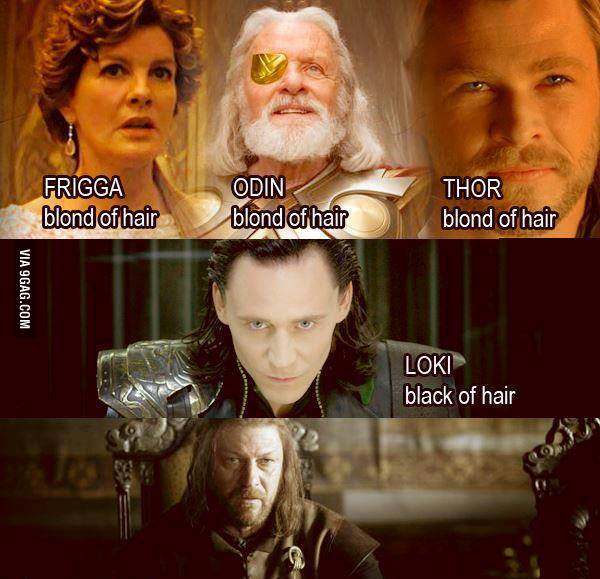 FRIGGA
blond of hair
ODIN
blond of hair
THOR
blond of hair
VIA 9GAG.COM
LOKI
black of hair